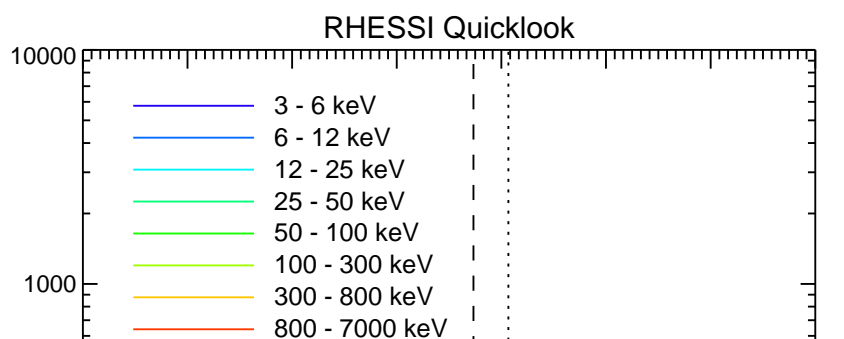 RHESSI Quicklook
10000
3 - 6 keV
6 - 12 keV
12 - 25 keV
25 - 50 keV
50 - 100 keV
100 - 300 keV
1000
300 - 800 keV
800 - 7000 keV